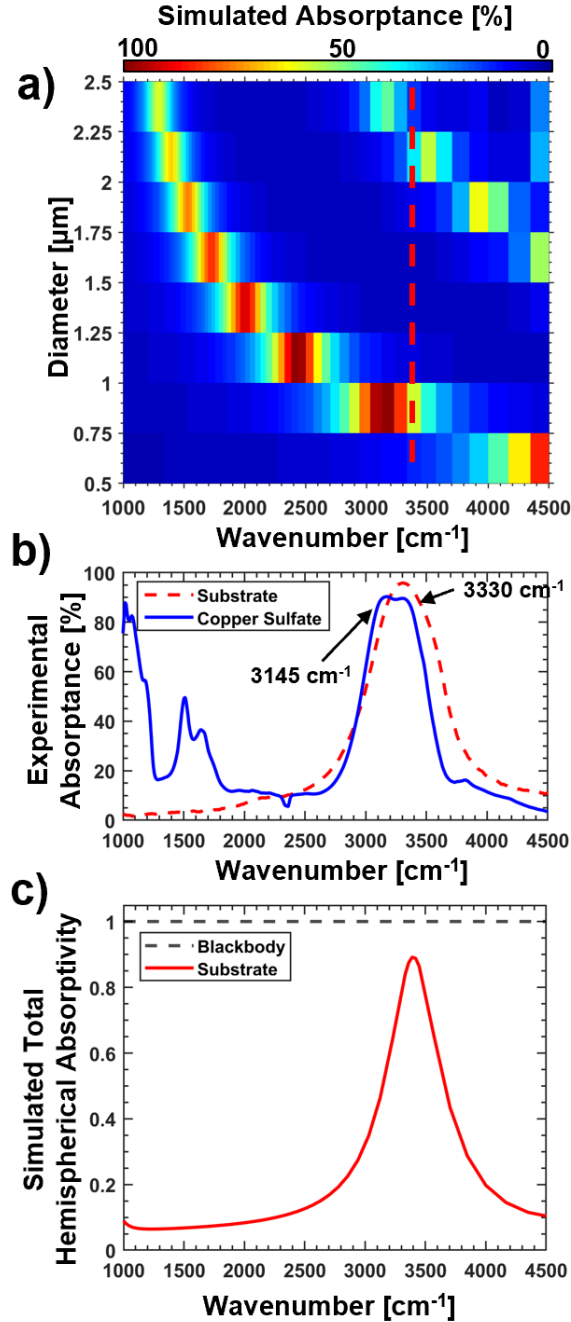 Simulated Absorptance [%]
100 50 0
a)
2.5
2.25
2
1.75
1.5
1.25
1
0.75
0.5
Diameter [µm]
1000 1500 2000 2500 3000 3500 4000 4500
Wavenumber [cm-1]
b)
100
80
60
40
20
0
Experimental
Absorptance [%]
Substrate
Copper Sulfate
3330 cm-1
3145 cm-1
1000 1500 2000 2500 3000 3500 4000 4500
Wavenumber [cm-1]
c)
1
0.8
0.6
0.4
0.2
0
Simulated Total
Hemispherical Absorptivity
Blackbody
Substrate
1000 1500 2000 2500 3000 3500 4000 4500
Wavenumber [cm-1]